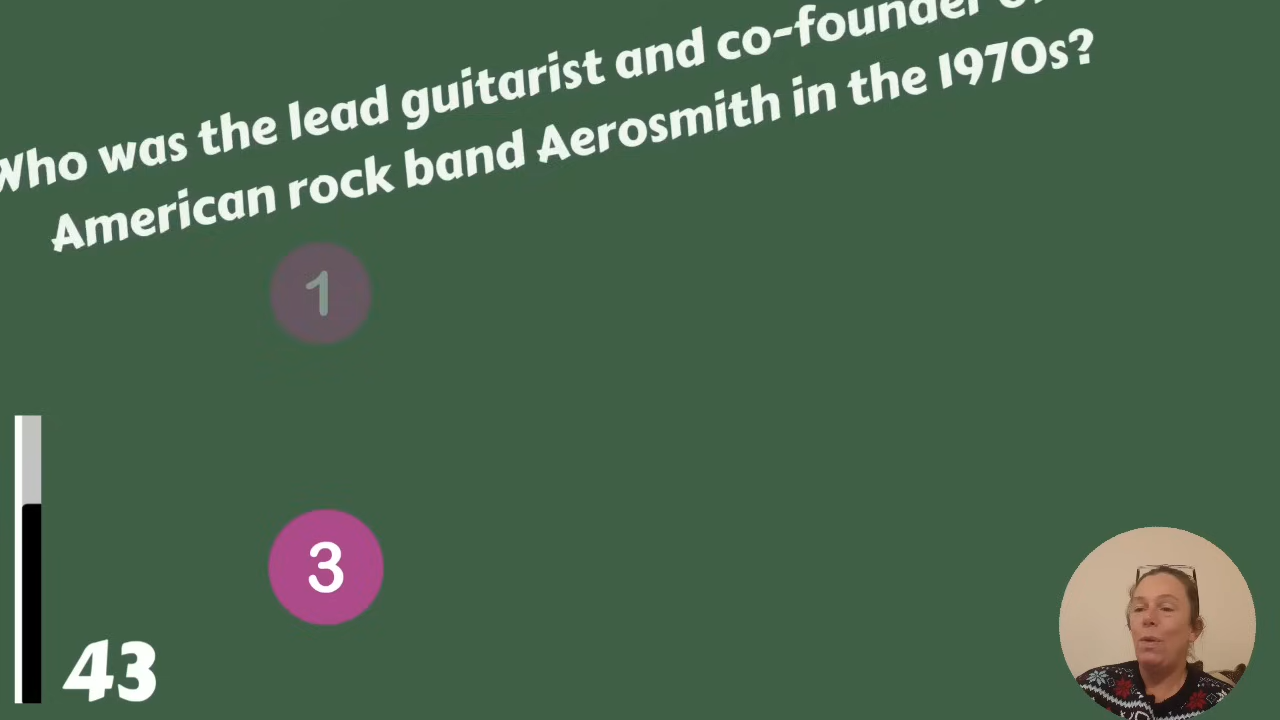 Who was the lead guitarist and co-founder
American rock band Aerosmith in the 1970s?
1
3
43